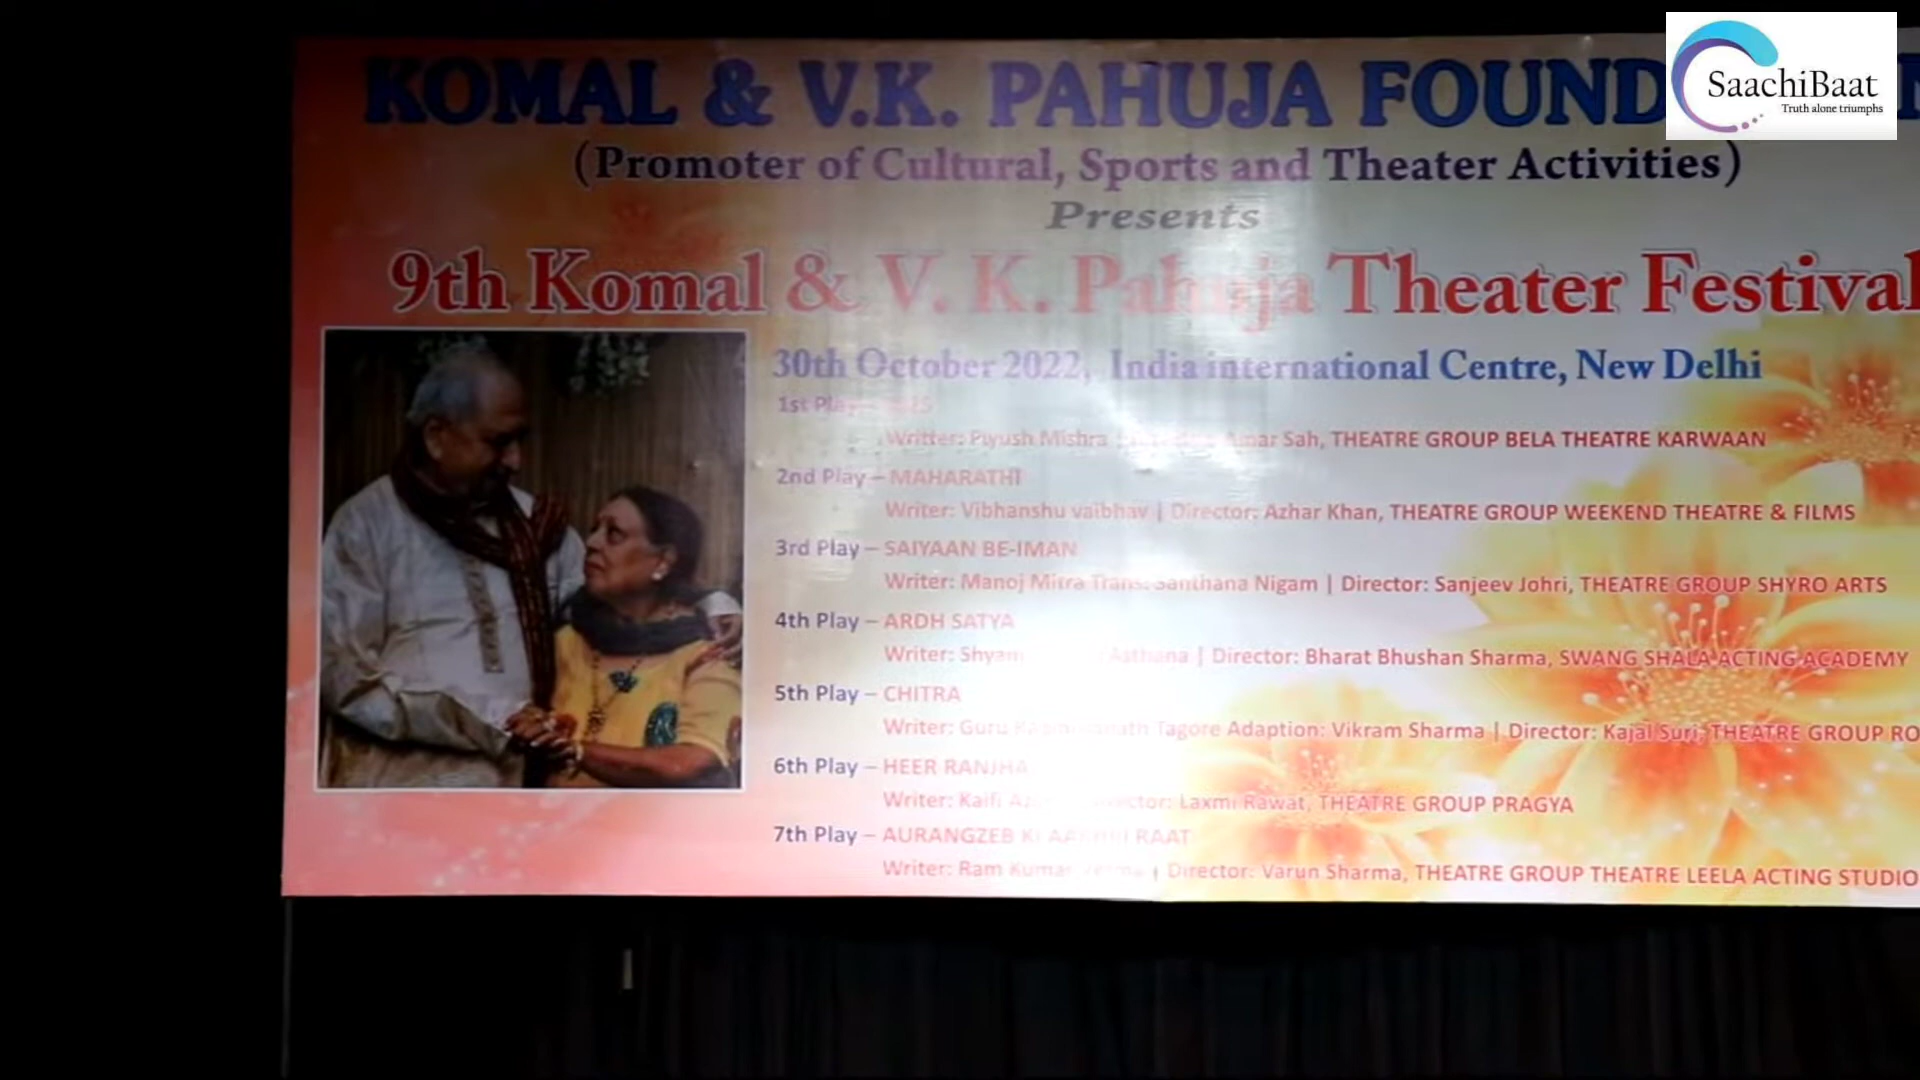 KOMAL & V.K. PAHUJA FOUND
SaachiBaat
Truth alone triumphs
(Promoter of Cultural, Sports and Theater Activities)
Presents
9th Komal & V. K. Pahuja Theater Festival
30th October 2022, India international Centre, New Delhi
1st Play –
Writter: Piyush Mishra | Amar Sah, THEATRE GROUP BELA THEATRE KARWAAN
2nd Play – MAHARATHI
Writer: Vibhanshu vaibhav | Director: Azhar Khan, THEATRE GROUP WEEKEND THEATRE & FILMS
3rd Play – SAIYAAN BE-IMAN
Writer: Manoj Mitra Trans: Santhana Nigam | Director: Sanjeev Johri, THEATRE GROUP SHYRO ARTS
4th Play – ARDH SATYA
Writer: Asthana | Director: Bharat Bhushan Sharma, SWANG SHALA ACTING ACADEMY
5th Play – CHITRA
Writer: Guru Tagore Adaption: Vikram Sharma | Director: Kajal Suri, THEATRE GROUP RO
6th Play – HEER RANJHA
Writer: Kaifi Director: Laxmi Rawat, THEATRE GROUP PRAGYA
7th Play – AURANGZEB KI RAAT
Writer: Ram Kumar | Director: Varun Sharma, THEATRE GROUP THEATRE LEELA ACTING STUDIO